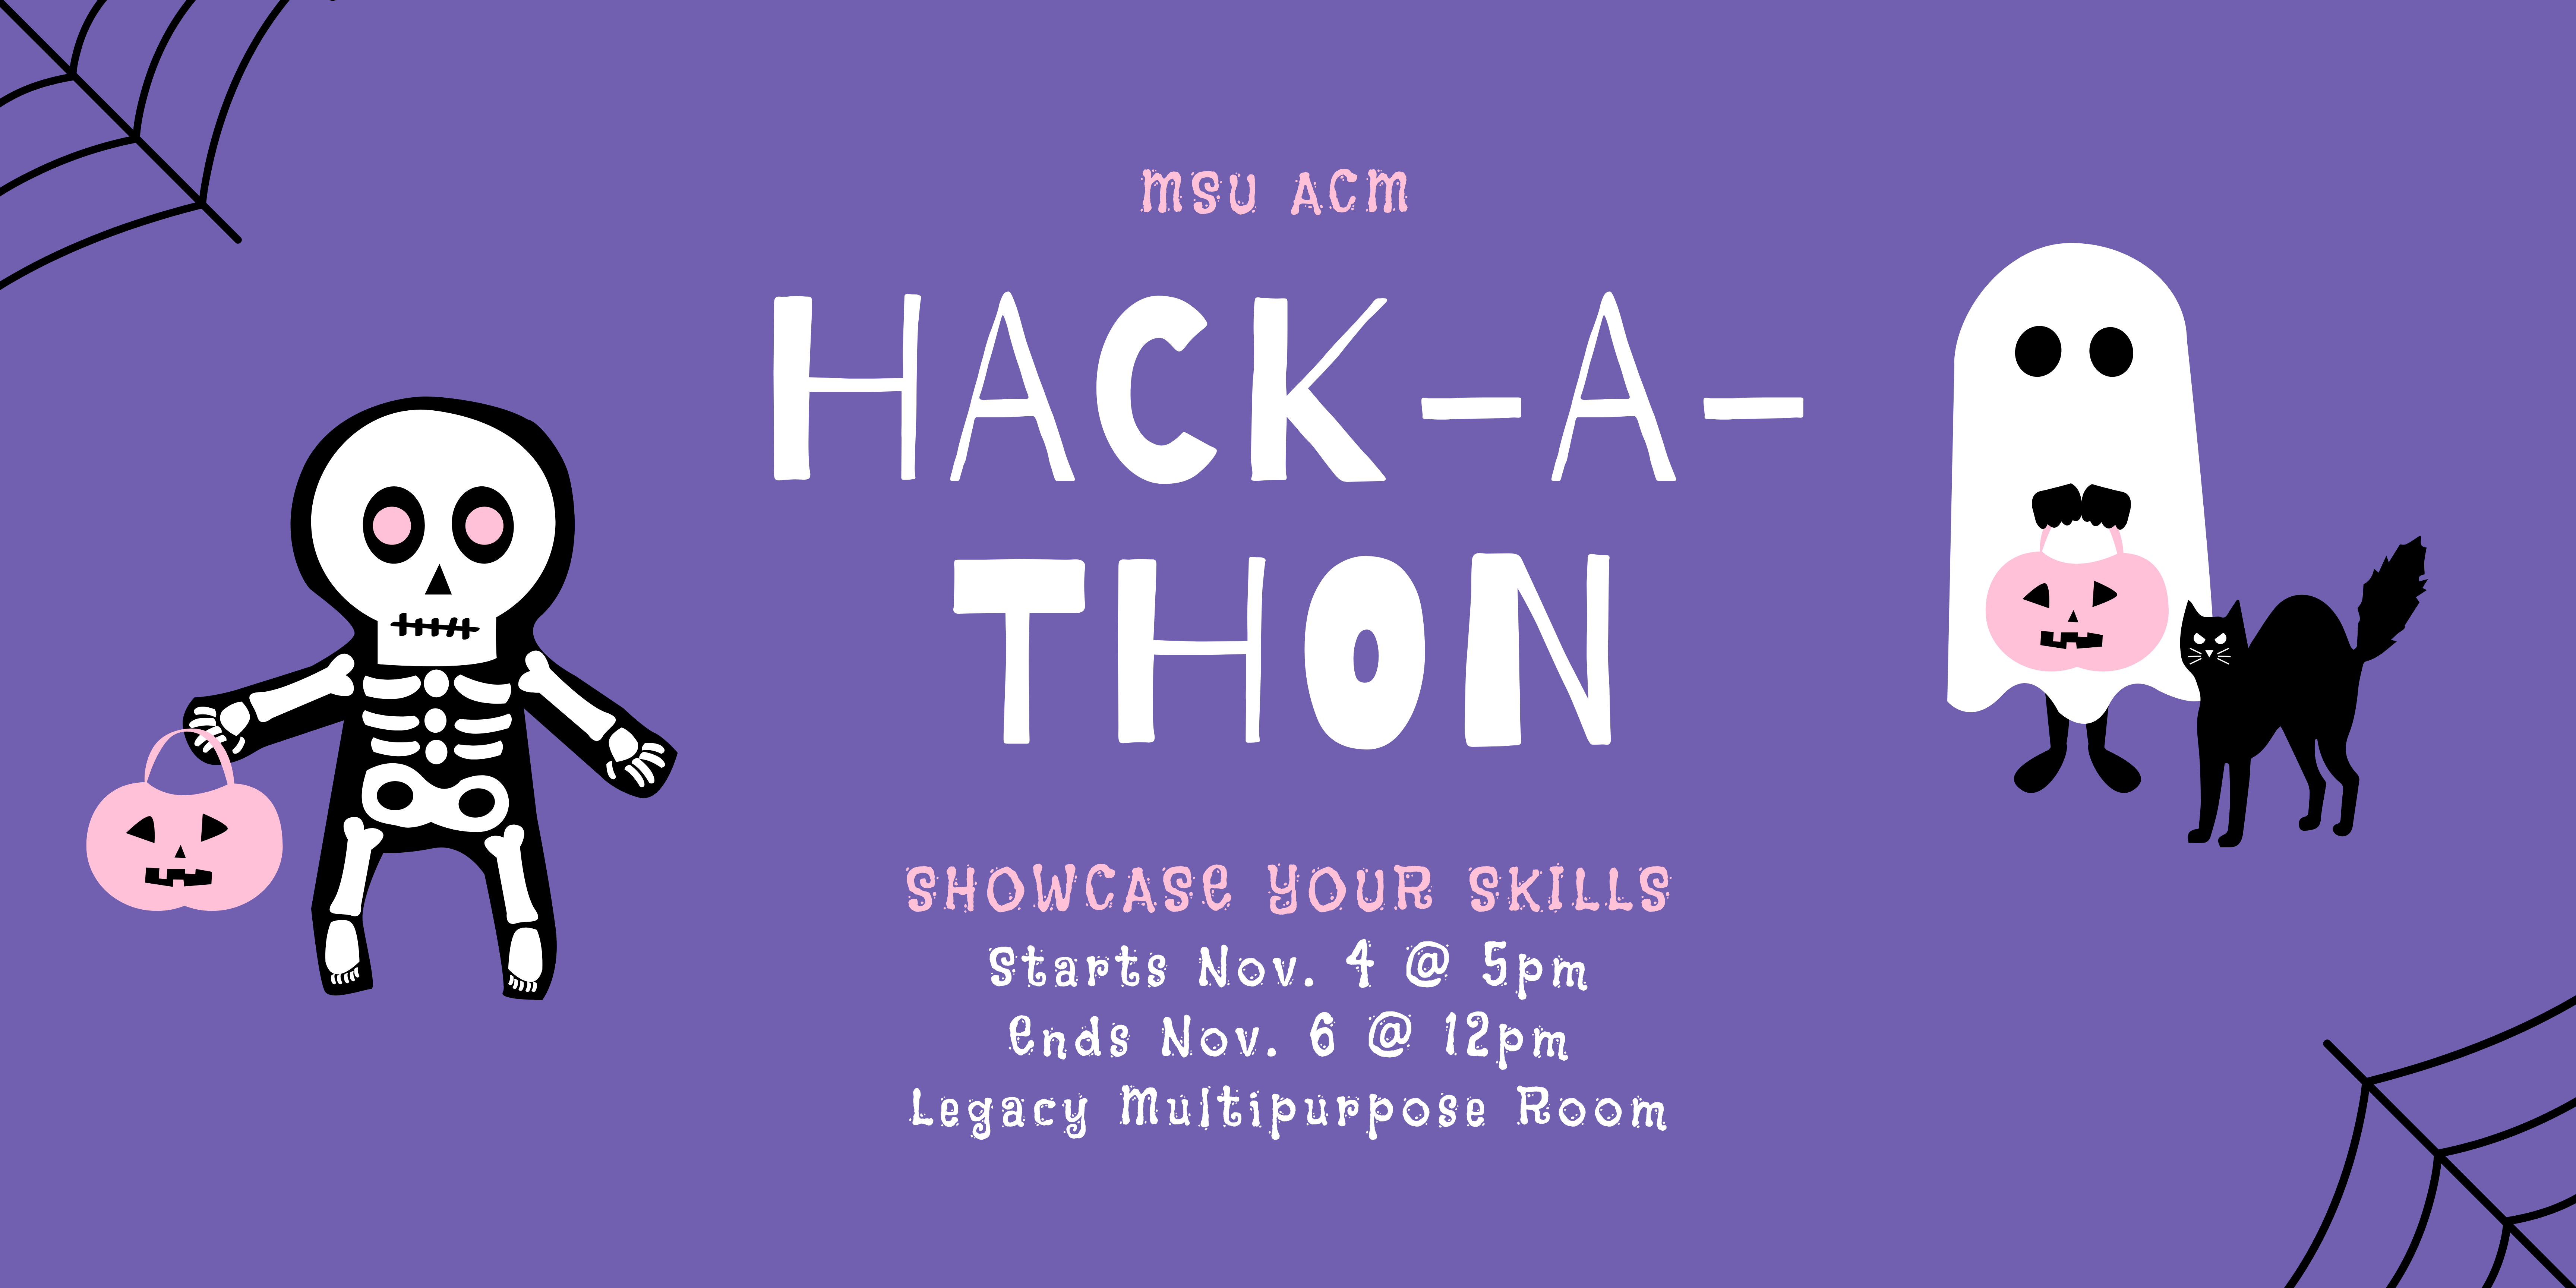 MSU ACM
HACK-A-
THON
SHOWCASE YOUR SKILLS
Starts Nov. 4 @ 5pm
Ends Nov. 6 @ 12pm
Legacy Multipurpose Room